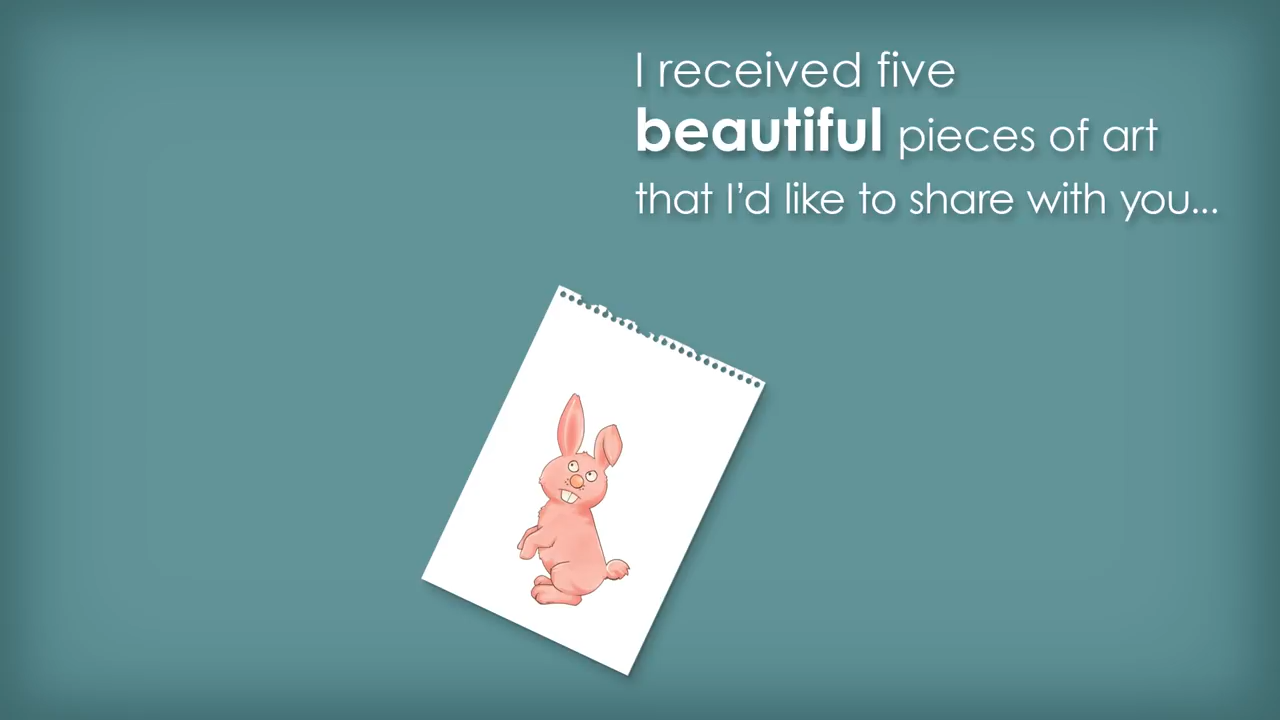 I received five
beautiful pieces of art
that I’d like to share with you...